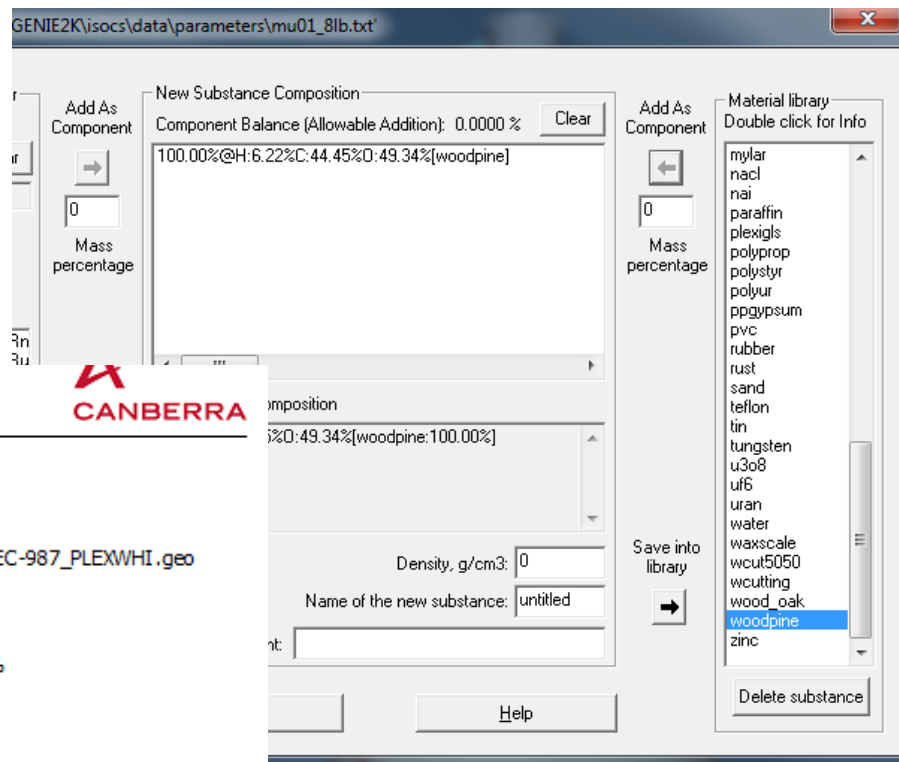 GENIE2K\isocs\data\parameters\mu01_8lb.txt'
Add As
Component
0
Mass
percentage
New Substance Composition
Component Balance (Allowable Addition): 0.0000 %
Clear
100.00%@H:6.22%C:44.45%O:49.34%[woodpine]
Add As
Component
0
Mass
percentage
Material library
Double click for Info
mylar
nacl
nai
paraffin
plexigls
polyprop
polystyr
polyur
ppgypsum
pvc
rubber
rust
sand
teflon
tin
tungsten
u3o8
uf6
uran
water
waxscale
wcut5050
wcutting
wood_oak
woodpine
zinc
CANBERRA
omposition
5%O:49.34%[woodpine:100.00%]
EC-987_PLEXWHI.geo
Density, g/cm3: 0
Name of the new substance: untitled
nt:
Save into
library
Help
Delete substance